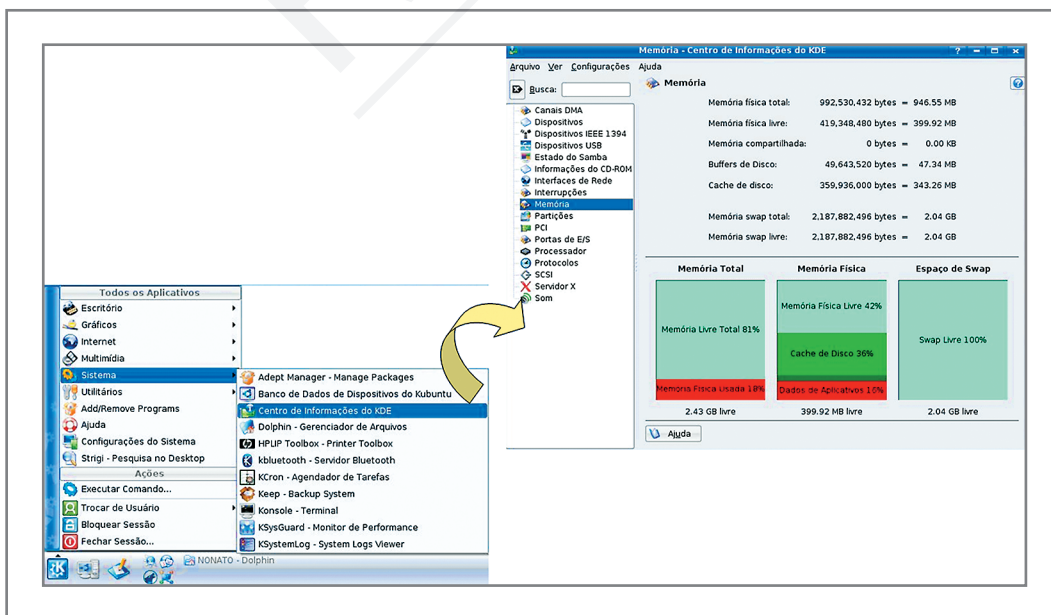 Memória - Centro de Informações do KDE
Arquivo Ver Configurações Ajuda
Busca:
Canais DMA
Dispositivos
Dispositivos IEEE 1394
Dispositivos USB
Estado do Samba
Informações do CD-ROM
Interfaces de Rede
Interrupções
Memória
Partições
PCI
Portas de E/S
Processador
Protocolos
SCSI
Servidor X
Som
Memória
Memória física total: 992,530,432 bytes = 946.55 MB
Memória física livre: 419,348,480 bytes = 399.92 MB
Memória compartilhada: 0 bytes = 0.00 KB
Buffers de Disco: 49,643,520 bytes = 47.34 MB
Cache de disco: 359,936,000 bytes = 343.26 MB
Memória swap total: 2,187,882,496 bytes = 2.04 GB
Memória swap livre: 2,187,882,496 bytes = 2.04 GB
Memória Total
Memória Livre Total 81%
Memória Física Usada 18%
2.43 GB livre
Memória Física
Memória Física Livre 42%
Cache de Disco 36%
Dados de Aplicativos 16%
399.92 MB livre
Espaço de Swap
Swap Livre 100%
2.04 GB livre
Ajuda
Todos os Aplicativos
Escritório
Gráficos
Internet
Multimídia
Sistema
Utilitários
Add/Remove Programs
Ajuda
Configurações do Sistema
Strigi - Pesquisa no Desktop
Ações
Executar Comando...
Trocar de Usuário
Bloquear Sessão
Fechar Sessão...
Adept Manager - Manage Packages
Banco de Dados de Dispositivos do Kubuntu
Centro de Informações do KDE
Dolphin - Gerenciador de Arquivos
HPLIP Toolbox - Printer Toolbox
kbluetooth - Servidor Bluetooth
KCron - Agendador de Tarefas
Keep - Backup System
Konsole - Terminal
KSysGuard - Monitor de Performance
KSystemLog - System Logs Viewer
NONATO - Dolphin